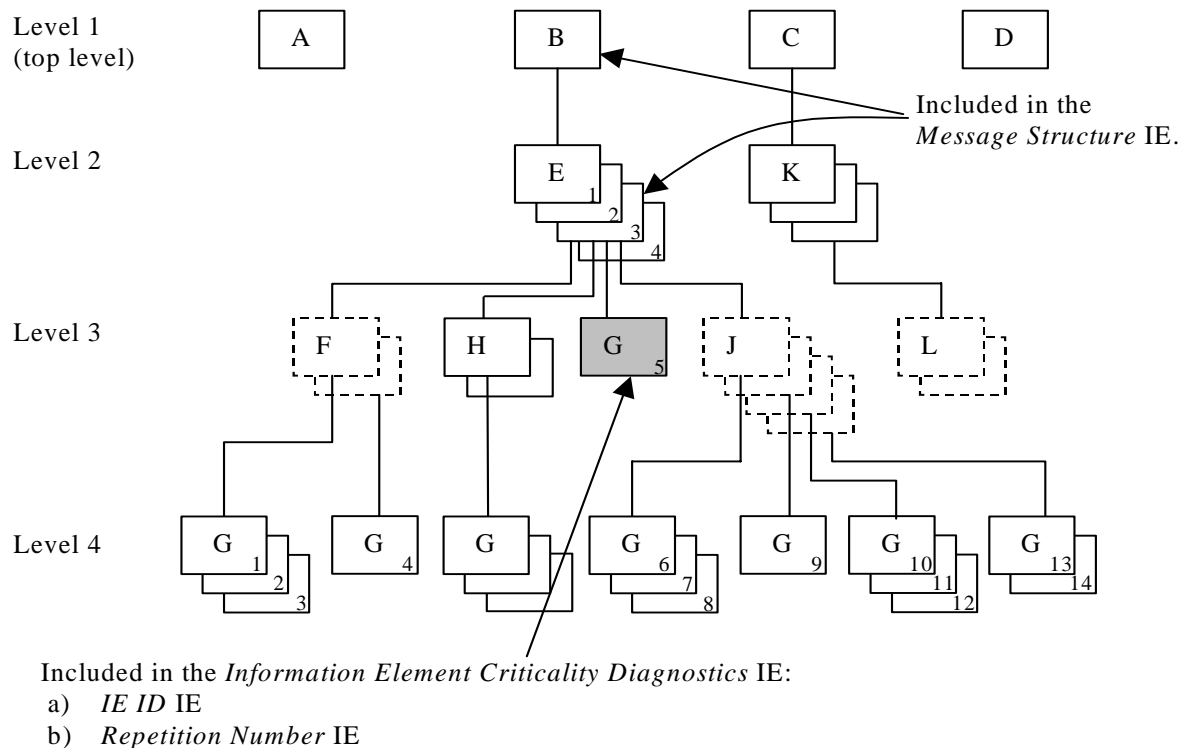 Level 1
(top level)
A
B
C
D
Included in the
Message Structure IE.
Level 2
E
1
2
3
4
K
Level 3
F
H
G
5
J
L
Level 4
G
1
2
3
G
4
G
G
6
7
8
G
9
G
10
11
12
G
13
14
Included in the Information Element Criticality Diagnostics IE:
a) IE ID IE
b) Repetition Number IE